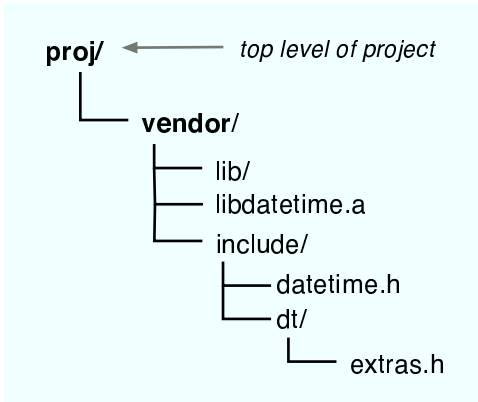 proj/ top level of project
vendor/
lib/
libdatetime.a
include/
datetime.h
dt/
extras.h